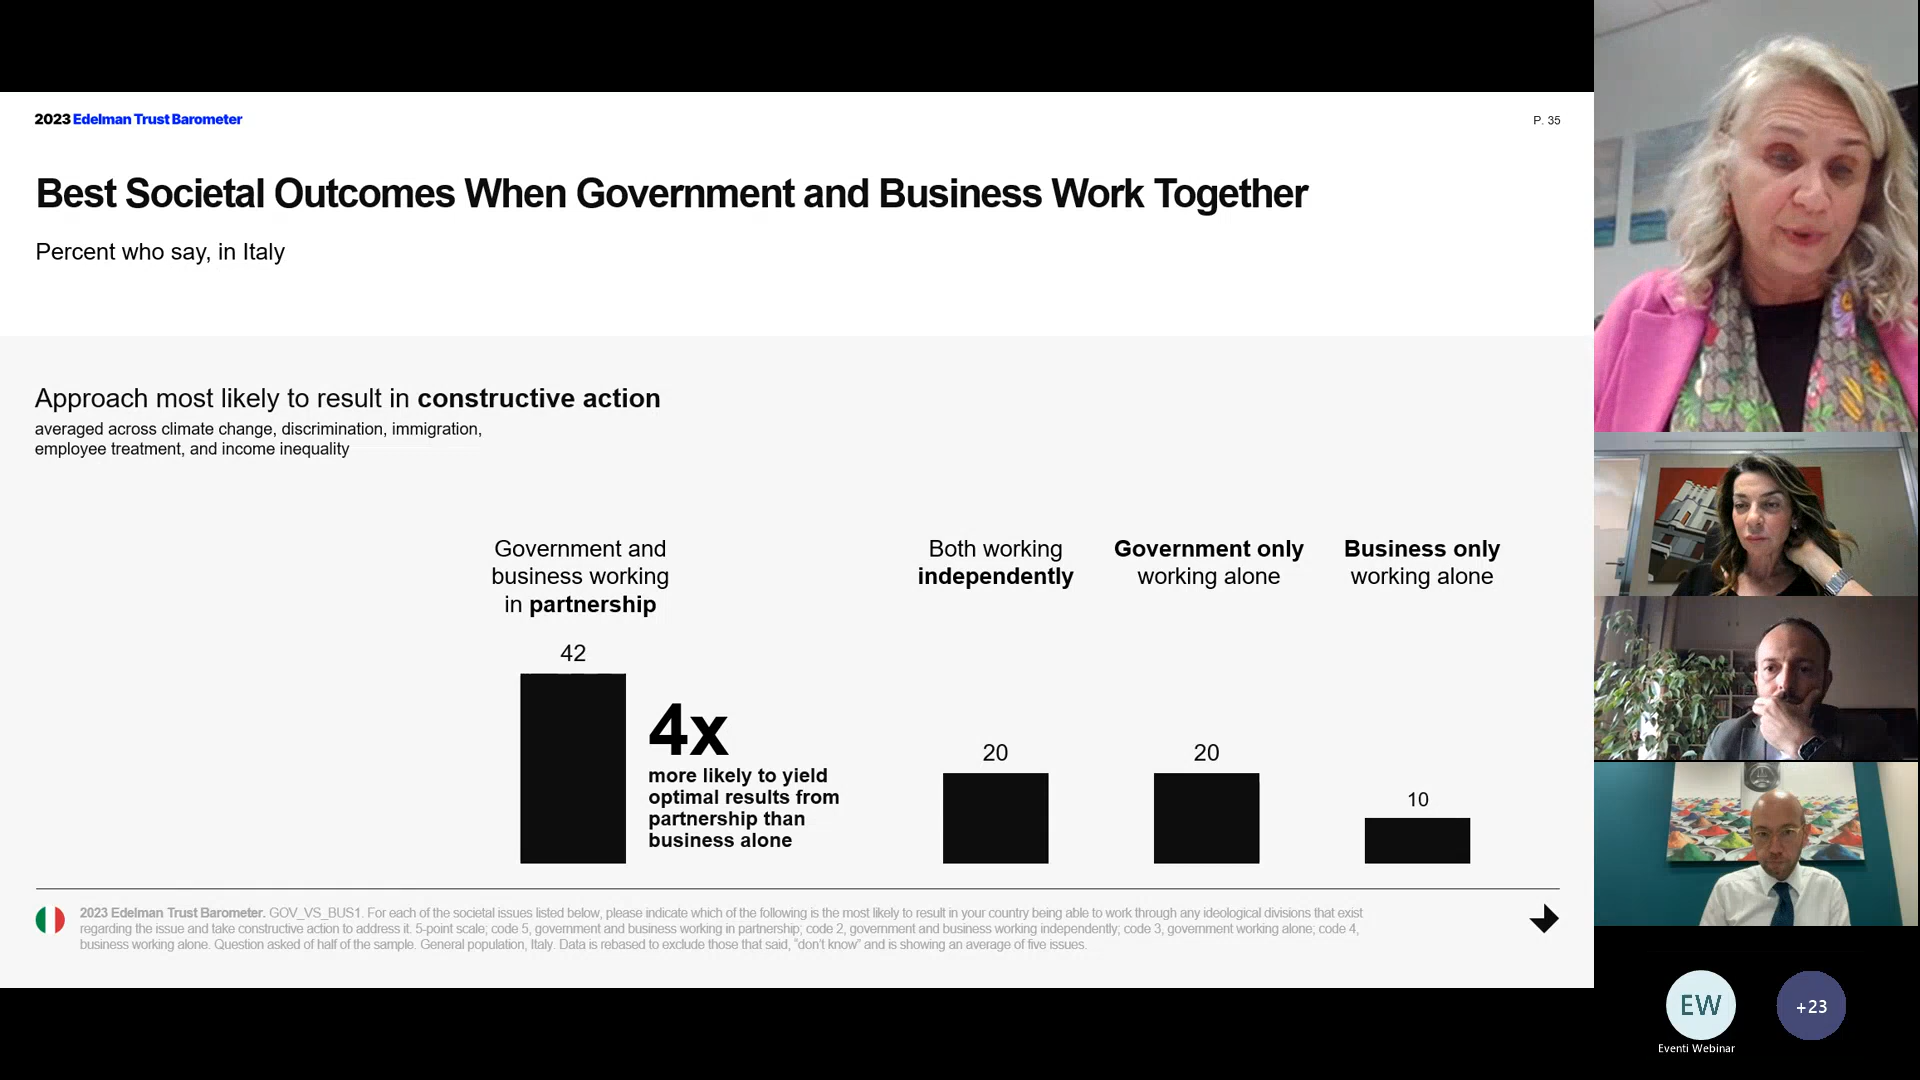 2023 Edelman Trust Barometer
P. 35
Best Societal Outcomes When Government and Business Work Together
Percent who say, in Italy
Approach most likely to result in constructive action
averaged across climate change, discrimination, immigration,
employee treatment, and income inequality
Government and
business working
in partnership
Both working
independently
Government only
working alone
Business only
working alone
42
4x
more likely to yield
optimal results from
partnership than
business alone
20
20
10
2023 Edelman Trust Barometer. GOV_VS_BUS1. For each of the societal issues listed below, please indicate which of the following is the most likely to result in your country being able to work through any ideological divisions that exist
regarding the issue and take constructive action to address it. 5-point scale; code 5, government and business working in partnership; code 2, government and business working independently; code 3, government working alone; code 4,
business working alone. Question asked of half of the sample. General population, Italy. Data is rebased to exclude those that said, “don’t know” and is showing an average of five issues.
EW
+23
Eventi Webinar